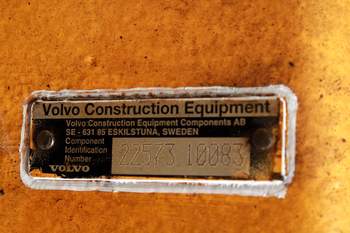 Volvo Construction Equipment
Volvo Construction Equipment Components AB
SE - 631 85 ESKILSTUNA, SWEDEN
Component
Identification
Number
22573 10083
VOLVO